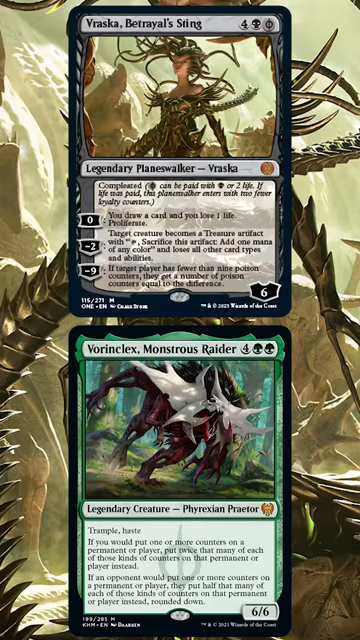 Vraska, Betrayal's Sting 4
Legendary Planeswalker — Vraska
Compleated ( can be paid with or 2 life. If
life was paid, this planeswalker enters with two fewer
loyalty counters.)
0 You draw a card and you lose 1 life.
Proliferate.
Target creature becomes a Treasure artifact
−2 with “ , Sacrifice this artifact: Add one mana
of any color” and loses all other card types
and abilities.
−9 If target player has fewer than nine poison
counters, they get a number of poison
counters equal to the difference.
6
115/271 M
ONE • EN Chase Stone
™ & © 2023 Wizards of the Coast
Vorinclex, Monstrous Raider 4
Legendary Creature — Phyrexian Praetor
Trample, haste
If you would put one or more counters on a
permanent or player, put twice that many of
each of those kinds of counters on that permanent
or player instead.
If an opponent would put one or more counters
on a permanent or player, they put half that many
of each of those kinds of counters on that permanent
or player instead, rounded down.
6/6
199/285 M
KHM • EN Daarken
™ & © 2021 Wizards of the Coast